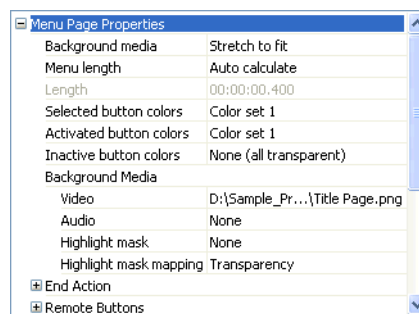 Menu Page Properties
Background media Stretch to fit
Menu length Auto calculate
Length 00:00:00.400
Selected button colors Color set 1
Activated button colors Color set 1
Inactive button colors None (all transparent)
Background Media
Video D:\Sample_Pr...\Title Page.png
Audio None
Highlight mask None
Highlight mask mapping Transparency
End Action
Remote Buttons